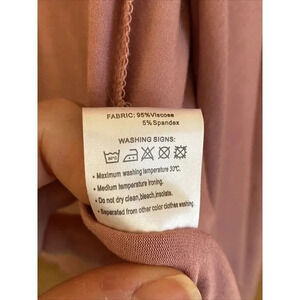 FABRIC: 95%Viscose
5%Spandex
WASHING SIGNS:
• Maximum washing temperature 30°C.
• Medium temperature ironing.
• Do not dry clean,bleach,insolate.
• Separated from other color clothes washing.